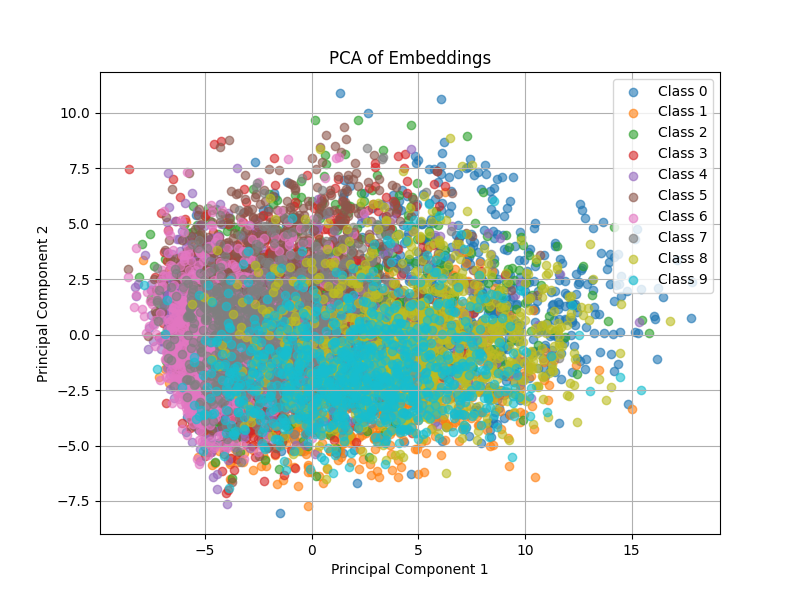 PCA of Embeddings
Class 0
Class 1
Class 2
Class 3
Class 4
Class 5
Class 6
Class 7
Class 8
Class 9
10.0
7.5
5.0
2.5
0.0
−2.5
−5.0
−7.5
Principal Component 2
−5
0
5
10
15
Principal Component 1